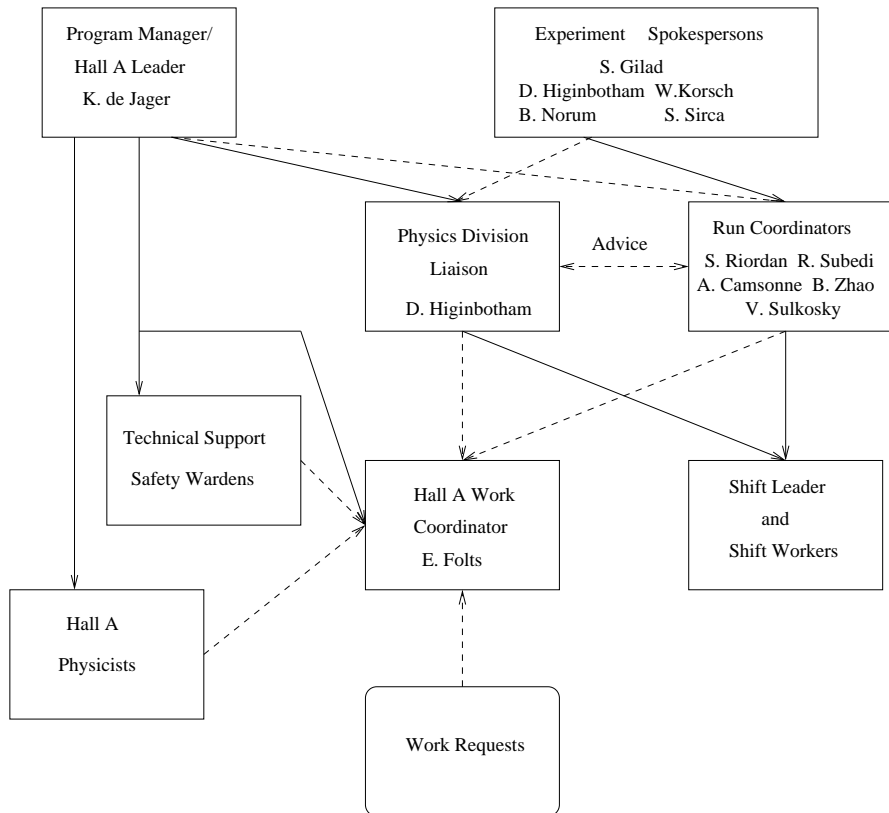 Program Manager/
Hall A Leader
K. de Jager
Experiment Spokespersons
S. Gilad
D. Higinbotham W.Korsch
B. Norum S. Sirca
Physics Division
Liaison
D. Higinbotham
Advice
Run Coordinators
S. Riordan R. Subedi
A. Camsonne B. Zhao
V. Sulkosky
Technical Support
Safety Wardens
Hall A Work
Coordinator
E. Folts
Shift Leader
and
Shift Workers
Hall A
Physicists
Work Requests